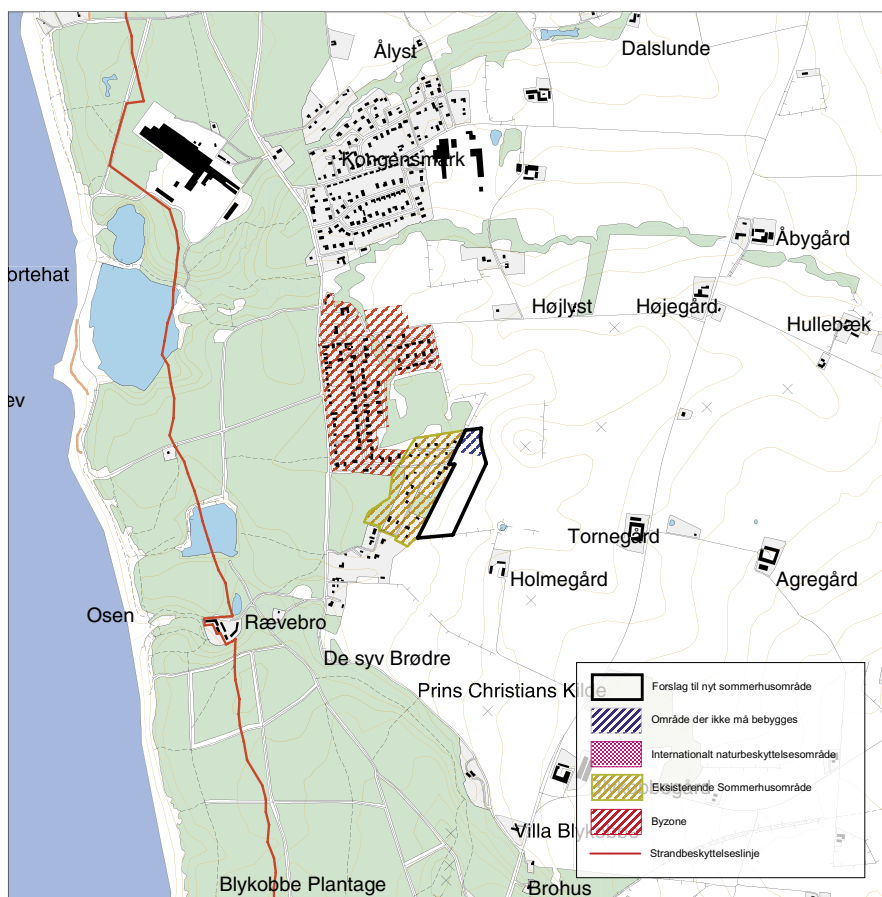 Ålyst
Dalslunde
Kongensmark
Åbygård
ortehat
Højlyst
Højegård
Hullebæk
ev
Tornegård
Holmegård
Agregård
Osen
Rævebro
De syv Brødre
Prins Christians Kilde
Forslag til nyt sommerhusområde
Område der ikke må bebygges
Internationalt naturbeskyttelsesområde
Eksisterende Sommerhusområde
Byzone
Villa Blykobbe
Strandbeskyttelseslinje
Blykobbe Plantage
Brohus